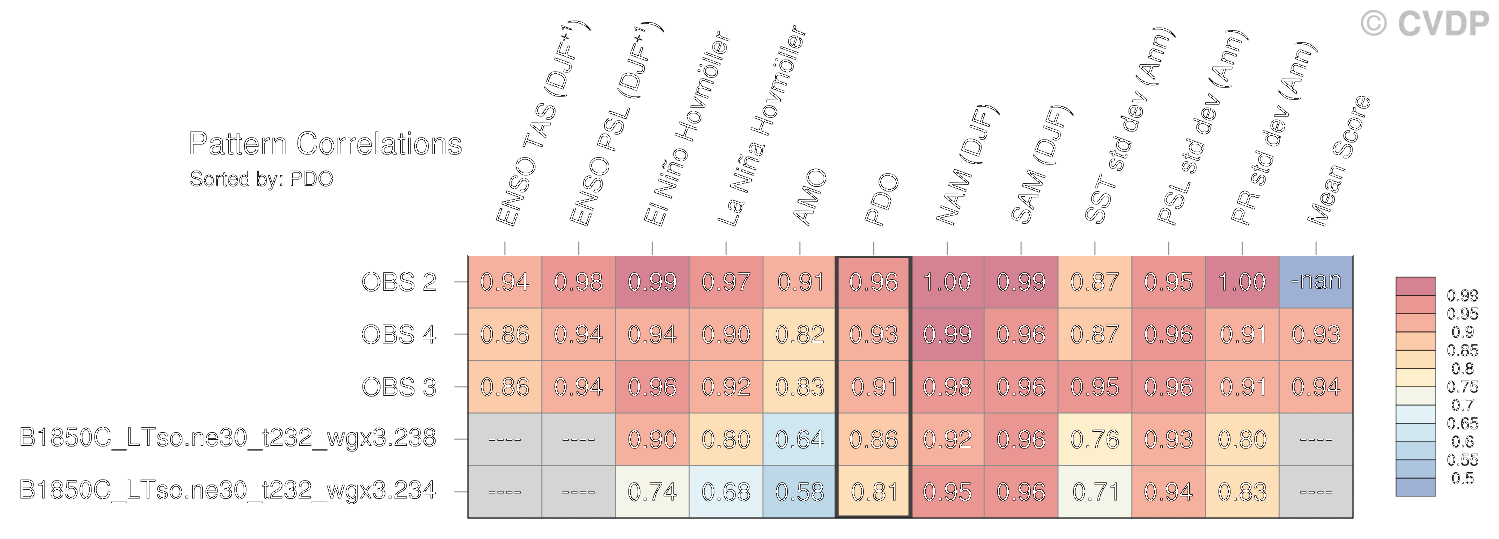 © CVDP
Pattern Correlations
Sorted by: PDO
ENSO TAS (DJF+1)
ENSO PSL (DJF+1)
El Niño Hovmöller
La Niña Hovmöller
AMO
PDO
NAM (DJF)
SAM (DJF)
SST std dev (Ann)
PSL std dev (Ann)
PR std dev (Ann)
Mean Score
OBS 2 0.94 0.98 0.99 0.97 0.91 0.96 1.00 0.99 0.87 0.95 1.00 -nan
OBS 4 0.86 0.94 0.94 0.90 0.82 0.93 0.99 0.96 0.87 0.96 0.91 0.93
OBS 3 0.86 0.94 0.96 0.92 0.83 0.91 0.98 0.96 0.95 0.96 0.91 0.94
B1850C_LTso.ne30_t232_wgx3.238 ---- ---- 0.90 0.80 0.64 0.86 0.92 0.96 0.76 0.93 0.80 ----
B1850C_LTso.ne30_t232_wgx3.234 ---- ---- 0.74 0.68 0.58 0.81 0.95 0.96 0.71 0.94 0.83 ----
0.99
0.95
0.9
0.85
0.8
0.75
0.7
0.65
0.6
0.55
0.5